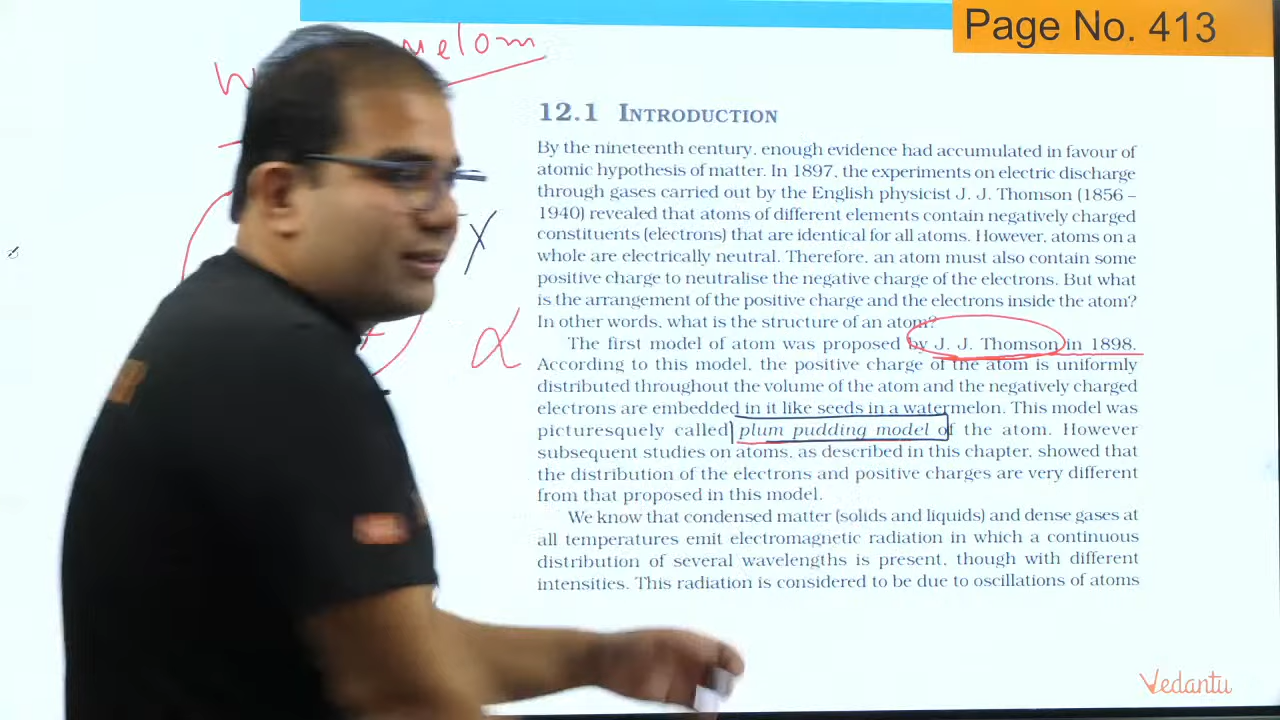 Page No. 413
12.1 INTRODUCTION
By the nineteenth century, enough evidence had accumulated in favour of
atomic hypothesis of matter. In 1897, the experiments on electric discharge
through gases carried out by the English physicist J. J. Thomson (1856 –
1940) revealed that atoms of different elements contain negatively charged
constituents (electrons) that are identical for all atoms. However, atoms on a
whole are electrically neutral. Therefore, an atom must also contain some
positive charge to neutralise the negative charge of the electrons. But what
is the arrangement of the positive charge and the electrons inside the atom?
In other words, what is the structure of an atom?
The first model of atom was proposed by J. J. Thomson in 1898.
According to this model, the positive charge of the atom is uniformly
distributed throughout the volume of the atom and the negatively charged
electrons are embedded in it like seeds in a watermelon. This model was
picturesquely called plum pudding model of the atom. However
subsequent studies on atoms, as described in this chapter, showed that
the distribution of the electrons and positive charges are very different
from that proposed in this model.
We know that condensed matter (solids and liquids) and dense gases at
all temperatures emit electromagnetic radiation in which a continuous
distribution of several wavelengths is present, though with different
intensities. This radiation is considered to be due to oscillations of atoms
X
α
Vedantu